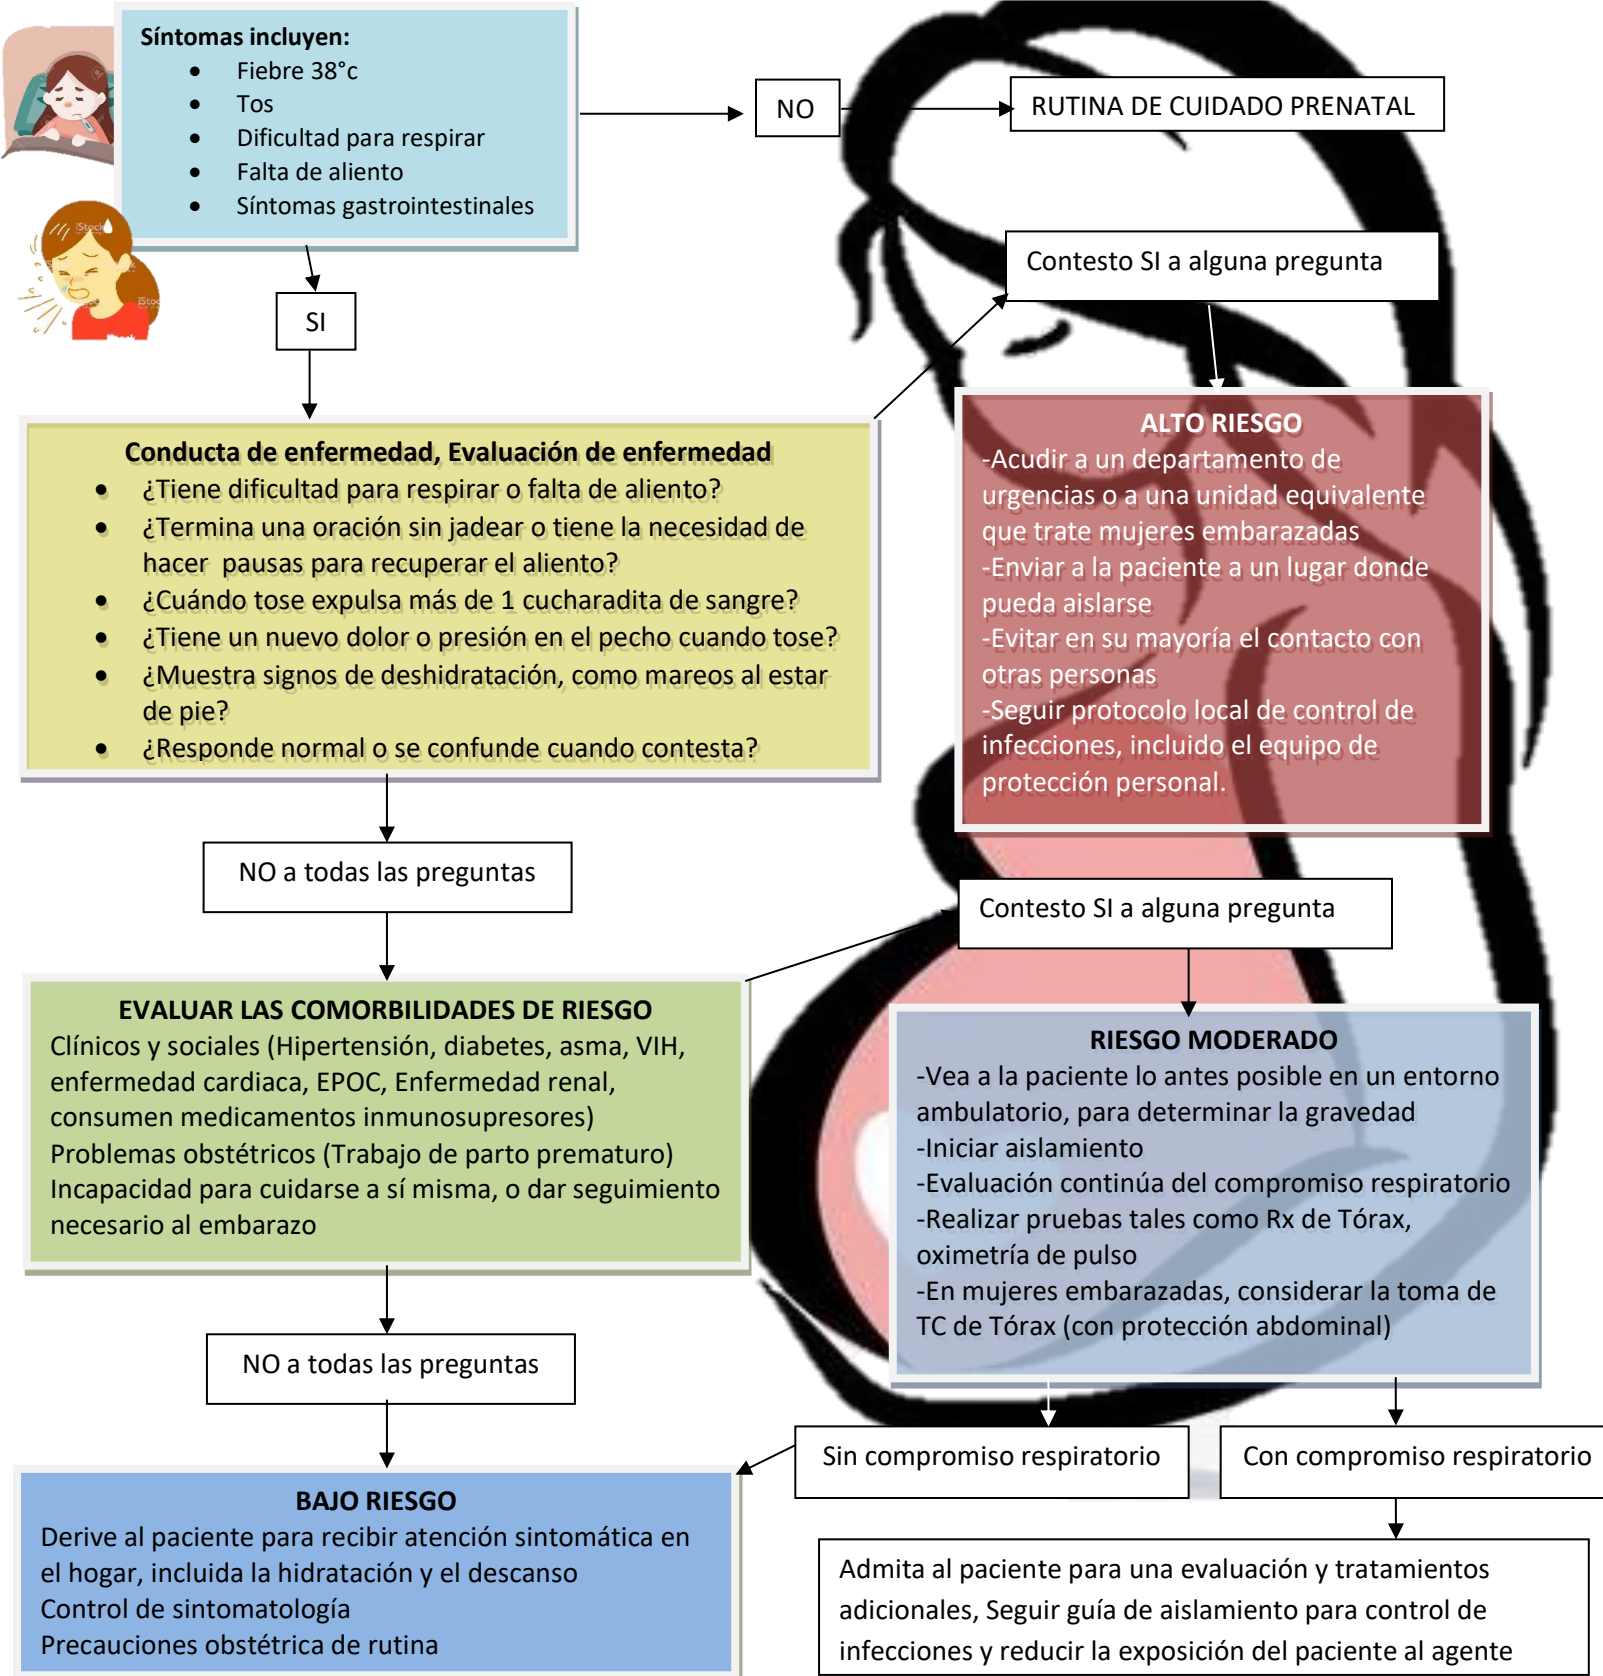 Síntomas incluyen:
• Fiebre 38°c
• Tos
• Dificultad para respirar
• Falta de aliento
• Síntomas gastrointestinales
NO
RUTINA DE CUIDADO PRENATAL
iStock
iStock
SI
Contesto SI a alguna pregunta
Conducta de enfermedad, Evaluación de enfermedad
• ¿Tiene dificultad para respirar o falta de aliento?
• ¿Termina una oración sin jadear o tiene la necesidad de
hacer pausas para recuperar el aliento?
• ¿Cuándo tose expulsa más de 1 cucharadita de sangre?
• ¿Tiene un nuevo dolor o presión en el pecho cuando tose?
• ¿Muestra signos de deshidratación, como mareos al estar
de pie?
• ¿Responde normal o se confunde cuando contesta?
ALTO RIESGO
-Acudir a un departamento de
urgencias o a una unidad equivalente
que trate mujeres embarazadas
-Enviar a la paciente a un lugar donde
pueda aislarse
-Evitar en su mayoría el contacto con
otras personas
-Seguir protocolo local de control de
infecciones, incluido el equipo de
protección personal.
NO a todas las preguntas
Contesto SI a alguna pregunta
EVALUAR LAS COMORBILIDADES DE RIESGO
Clínicos y sociales (Hipertensión, diabetes, asma, VIH,
enfermedad cardiaca, EPOC, Enfermedad renal,
consumen medicamentos inmunosupresores)
Problemas obstétricos (Trabajo de parto prematuro)
Incapacidad para cuidarse a sí misma, o dar seguimiento
necesario al embarazo
RIESGO MODERADO
-Vea a la paciente lo antes posible en un entorno
ambulatorio, para determinar la gravedad
-Iniciar aislamiento
-Evaluación continúa del compromiso respiratorio
-Realizar pruebas tales como Rx de Tórax,
oximetría de pulso
-En mujeres embarazadas, considerar la toma de
TC de Tórax (con protección abdominal)
NO a todas las preguntas
Sin compromiso respiratorio
Con compromiso respiratorio
BAJO RIESGO
Derive al paciente para recibir atención sintomática en
el hogar, incluida la hidratación y el descanso
Control de sintomatología
Precauciones obstétrica de rutina
Admita al paciente para una evaluación y tratamientos
adicionales, Seguir guía de aislamiento para control de
infecciones y reducir la exposición del paciente al agente